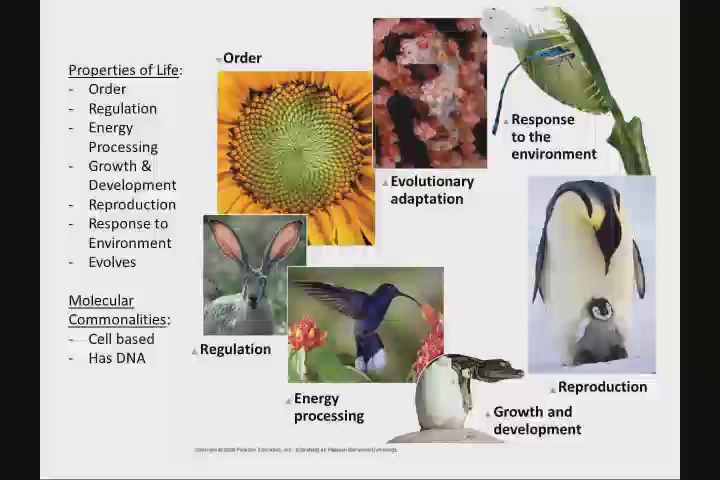 Properties of Life:
- Order
- Regulation
- Energy
Processing
- Growth &
Development
- Reproduction
- Response to
Environment
- Evolves
Molecular
Commonalities:
- Cell based
- Has DNA
Order
Evolutionary
adaptation
Response
to the
environment
Regulation
Energy
processing
Growth and
development
Reproduction